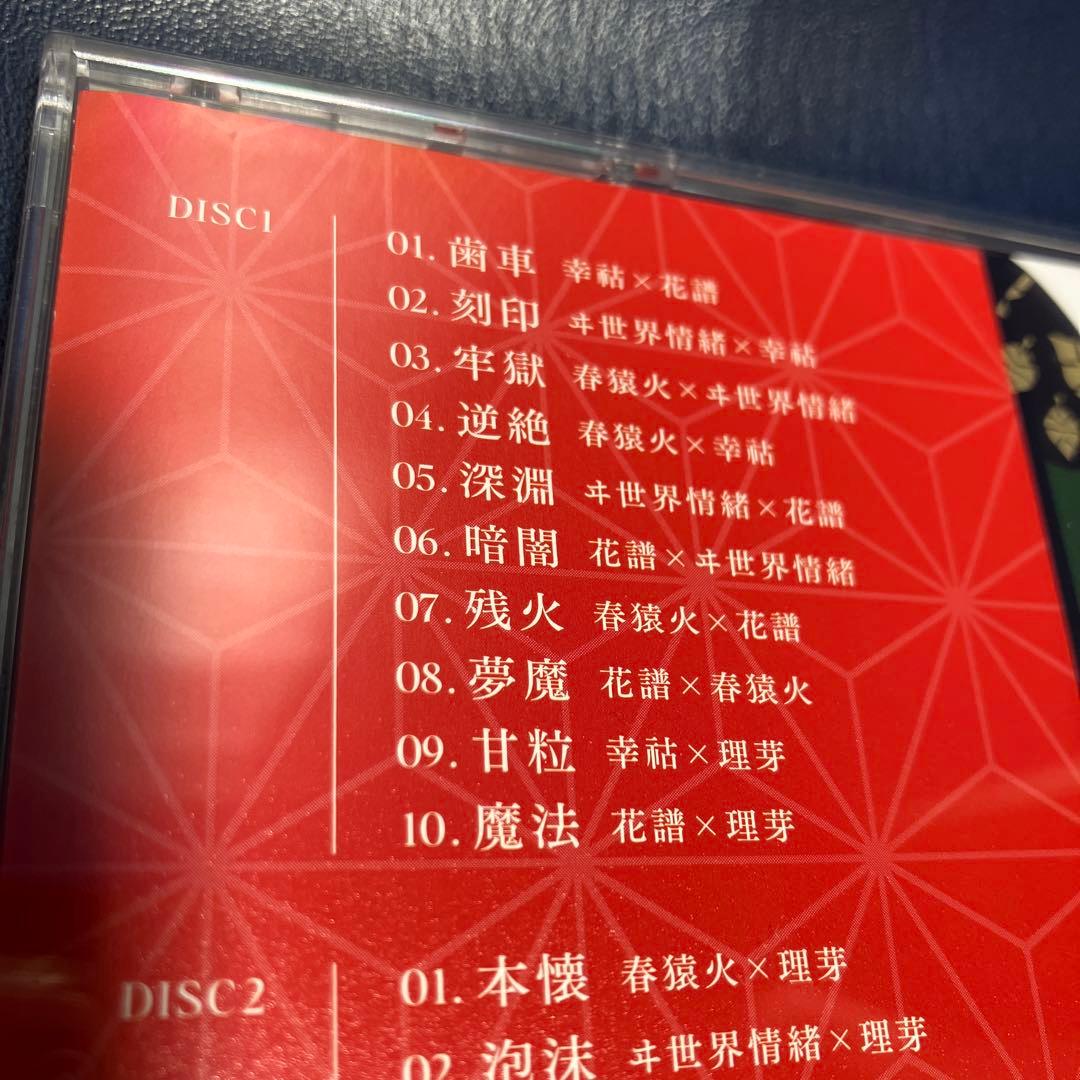 DISC1
01. 歯車 幸祜×花譜
02. 刻印 ヰ世界情緒×幸祜
03. 牢獄 春猿火×ヰ世界情緒
04. 逆絶 春猿火×幸祜
05. 深淵 ヰ世界情緒×花譜
06. 暗闇 花譜×ヰ世界情緒
07. 残火 春猿火×花譜
08. 夢魔 花譜×春猿火
09. 甘粒 幸祜×理芽
10. 魔法 花譜×理芽
DISC2
01. 本懐 春猿火×理芽
02. 泡沫 ヰ世界情緒×理芽